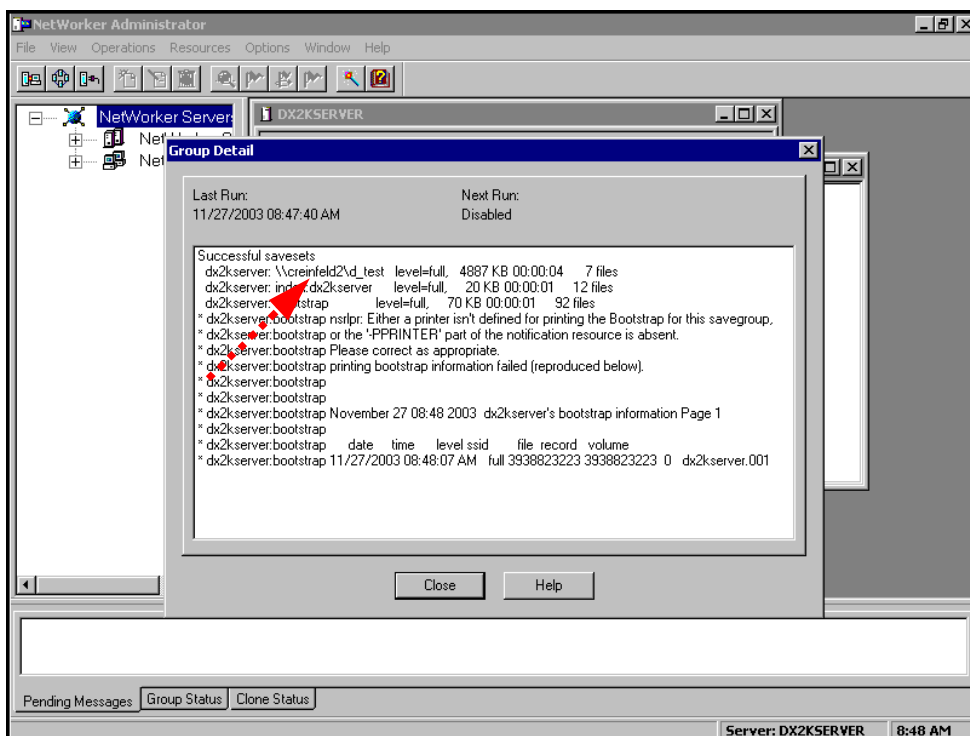 NetWorker Administrator
File View Operations Resources Options Window Help
NetWorker Server
DX2KSERVER
Net
Net
Group Detail
Last Run:
11/27/2003 08:47:40 AM
Next Run:
Disabled
Successful savesets
dx2kserver: \\creinfeld2\d_test level=full, 4887 KB 00:00:04 7 files
dx2kserver: index:dx2kserver level=full, 20 KB 00:00:01 12 files
dx2kserver: bootstrap level=full, 70 KB 00:00:01 92 files
* dx2kserver:bootstrap nsrlpr: Either a printer isn't defined for printing the Bootstrap for this savegroup,
* dx2kserver:bootstrap or the '-PPRINTER' part of the notification resource is absent.
* dx2kserver:bootstrap Please correct as appropriate.
* dx2kserver:bootstrap printing bootstrap information failed (reproduced below).
* dx2kserver:bootstrap
* dx2kserver:bootstrap
* dx2kserver:bootstrap November 27 08:48 2003 dx2kserver's bootstrap information Page 1
* dx2kserver:bootstrap
* dx2kserver:bootstrap date time level ssid file record volume
* dx2kserver:bootstrap 11/27/2003 08:48:07 AM full 3938823223 3938823223 0 dx2kserver.001
Close
Help
Pending Messages
Group Status
Clone Status
Server: DX2KSERVER
8:48 AM